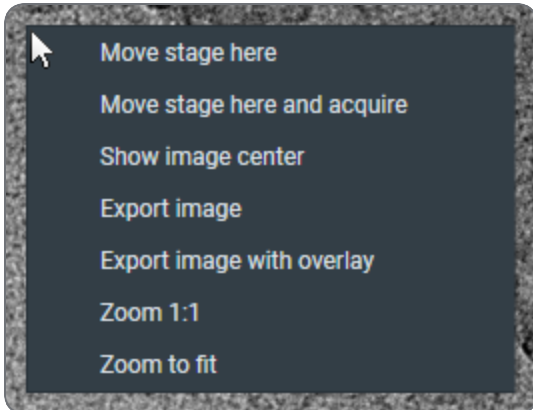 Move stage here
Move stage here and acquire
Show image center
Export image
Export image with overlay
Zoom 1:1
Zoom to fit